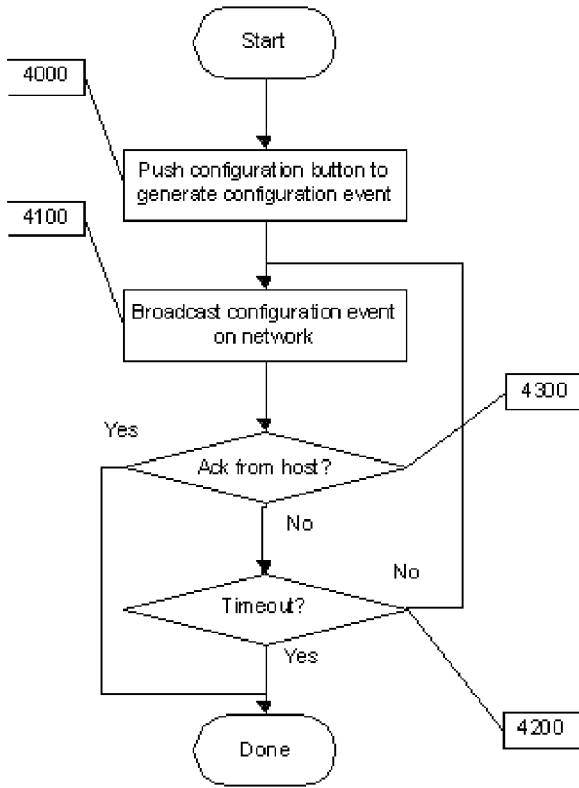 Start
4000
Push configuration button to
generate configuration event
4100
Broadcast configuration event
on network
4300
Yes
Ack from host?
No
No
Timeout?
Yes
4200
Done